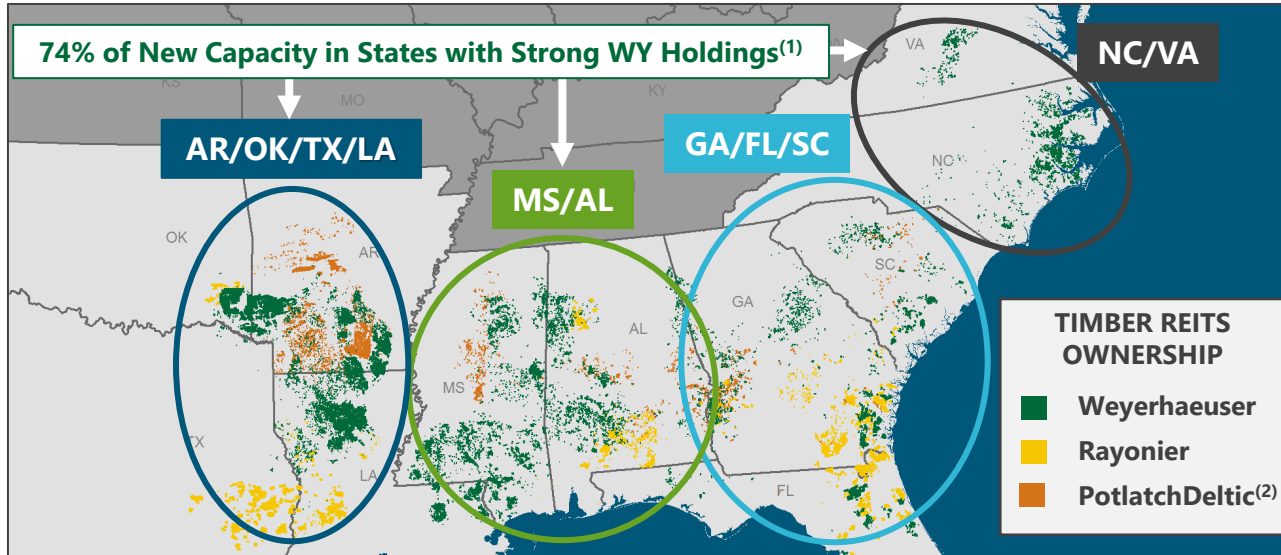 74% of New Capacity in States with Strong WY Holdings(1)
VA
NC/VA
KS
MO
KY
AR/OK/TX/LA
GA/FL/SC
MS/AL
NC
OK
AR
SC
GA
AL
MS
TX
LA
FL
TIMBER REITS
OWNERSHIP
Weyerhaeuser
Rayonier
PotlatchDeltic(2)